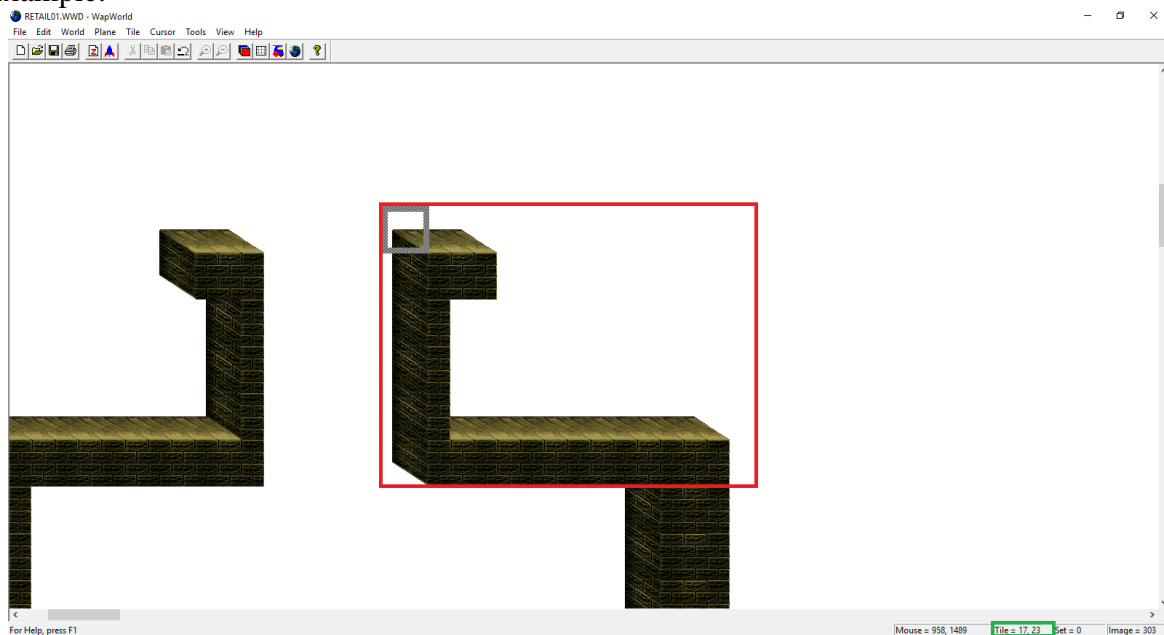 RETAIL01.WWD - WapWorld
File Edit World Plane Tile Cursor Tools View Help
For Help, press F1 Mouse = 958, 1489 Tile = 17, 23 Set = 0 Image = 303